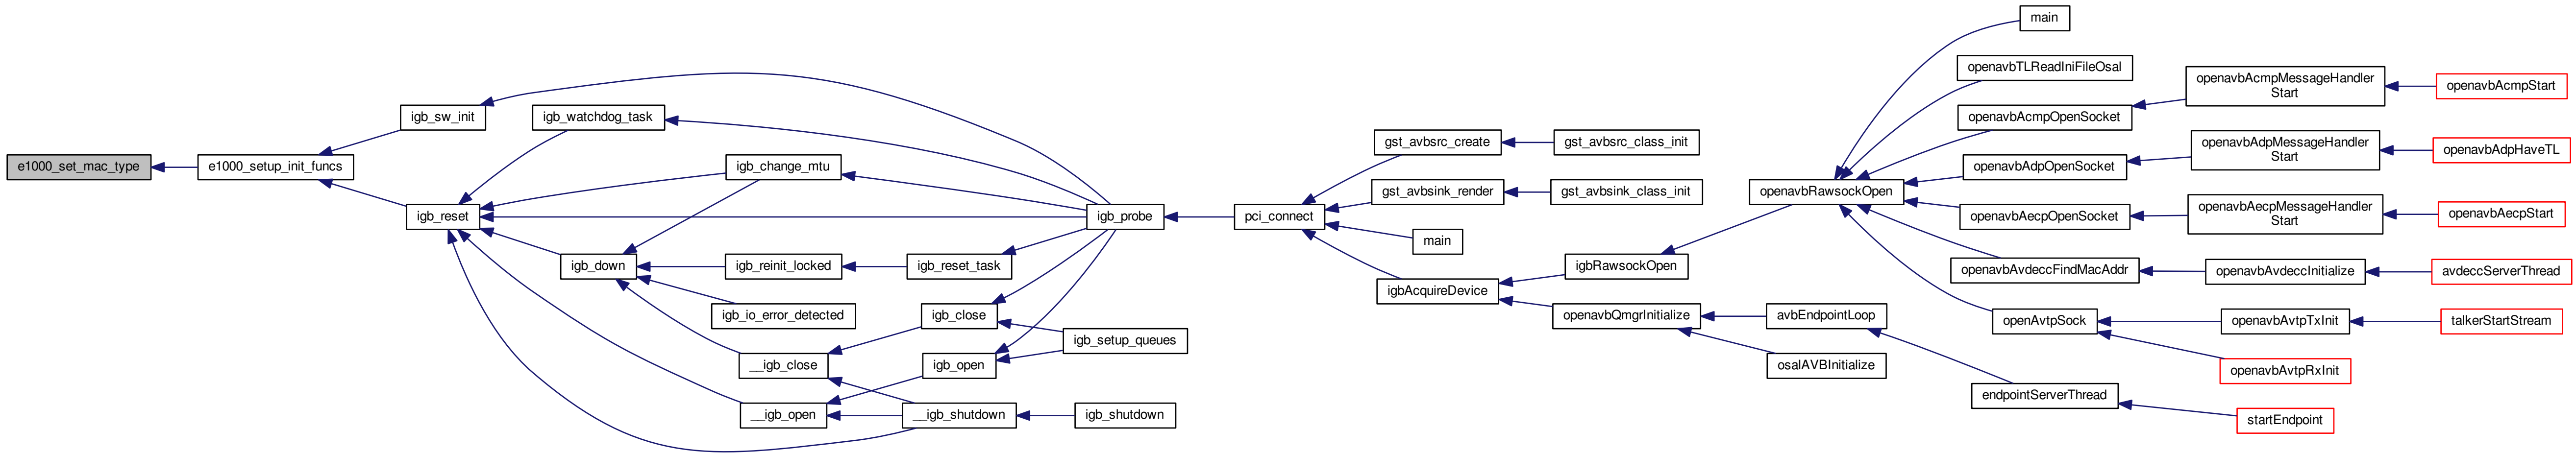 e1000_set_mac_type
e1000_setup_init_funcs
igb_sw_init
igb_reset
igb_watchdog_task
igb_change_mtu
igb_down
igb_reinit_locked
igb_reset_task
igb_io_error_detected
__igb_close
__igb_open
igb_close
igb_open
__igb_shutdown
igb_probe
igb_setup_queues
igb_shutdown
pci_connect
gst_avbsrc_create
gst_avbsrc_class_init
gst_avbsink_render
gst_avbsink_class_init
main
igbAcquireDevice
igbRawsockOpen
openavbQmgrInitialize
avbEndpointLoop
osalAVBInitialize
openavbRawsockOpen
main
openavbTLReadIniFileOsal
openavbAcmpOpenSocket
openavbAcmpMessageHandler
Start
openavbAcmpStart
openavbAdpOpenSocket
openavbAdpMessageHandler
Start
openavbAdpHaveTL
openavbAecpOpenSocket
openavbAecpMessageHandler
Start
openavbAecpStart
openavbAvdeccFindMacAddr
openavbAvdeccInitialize
avdeccServerThread
openAvtpSock
openavbAvtpTxInit
talkerStartStream
openavbAvtpRxInit
endpointServerThread
startEndpoint